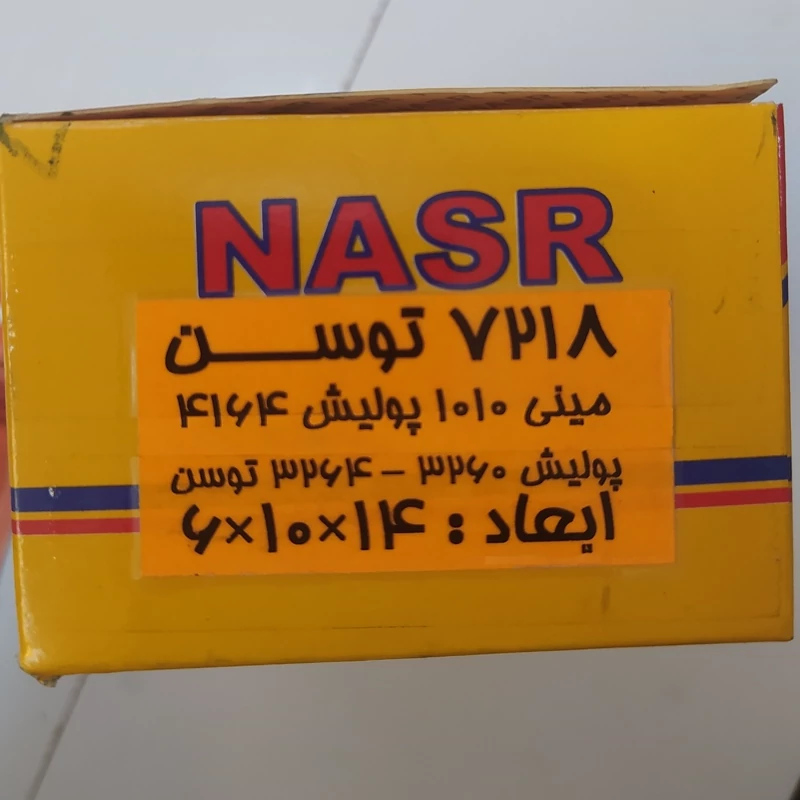 NASR
۷۲۱۸ توسن
مینی ۱۰۱۰ پولیش ۴۱۶۴
پولیش ۳۲۶۰ - ۳۲۶۴ توسن
ابعاد : ۱۴×۱۰×۶